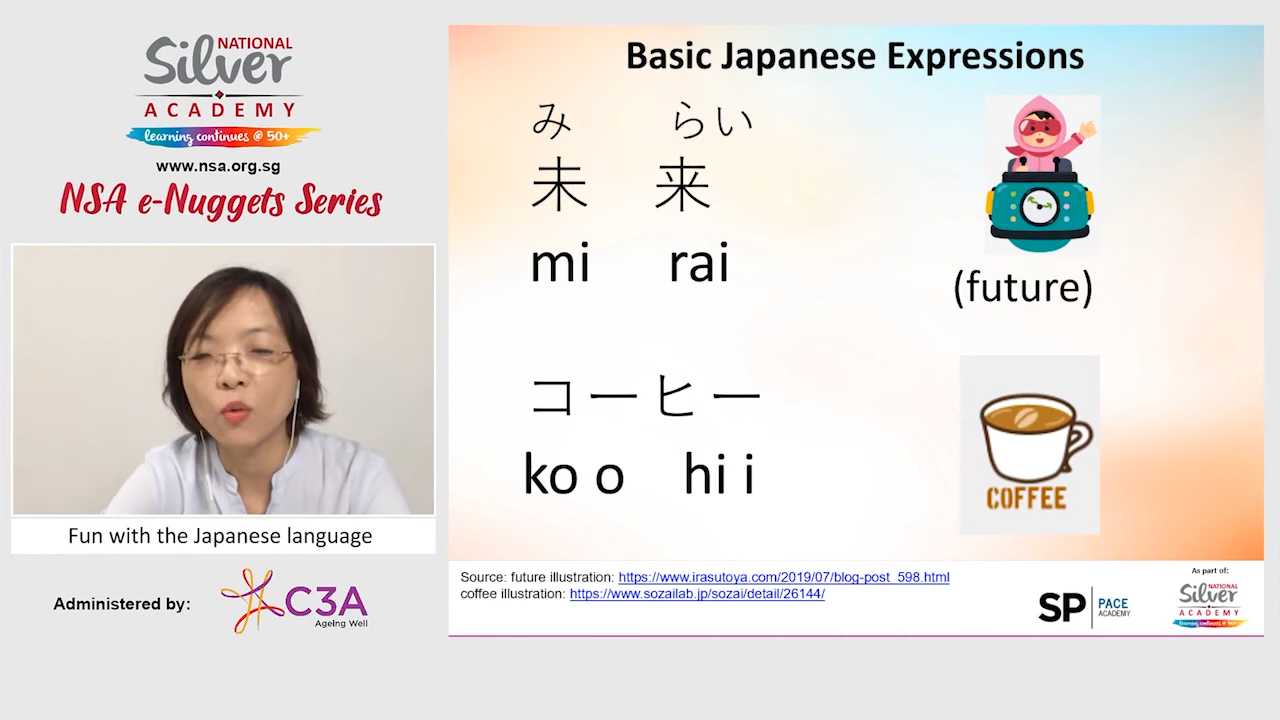 NATIONAL
Silver
ACADEMY
learning continues @ 50+
www.nsa.org.sg
NSA e-Nuggets Series
Fun with the Japanese language
Administered by:
C3A
Ageing Well
Basic Japanese Expressions
み らい
未 来
mi rai
(future)
コーヒー
ko o hi i
COFFEE
Source: future illustration: https://www.irasutoya.com/2019/07/blog-post_598.html
coffee illustration: https://www.sozailab.jp/sozai/detail/26144/
SP PACE
ACADEMY
As part of:
NATIONAL
Silver
ACADEMY
learning continues @ 50+